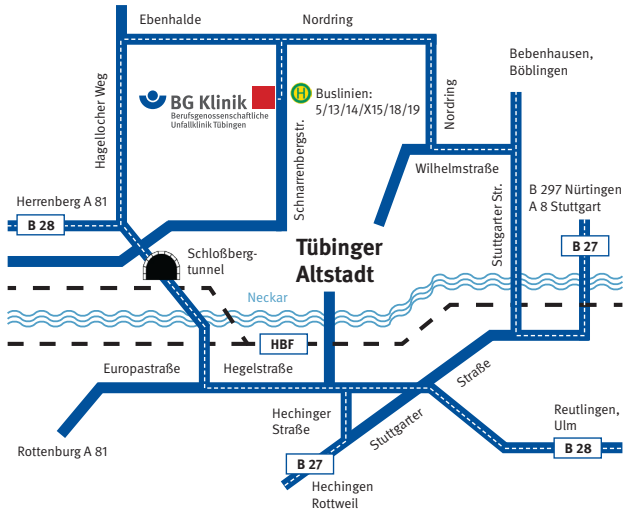 Ebenhalde
Nordring
Bebenhausen,
Böblingen
Hagellocher Weg
BG Klinik
Berufsgenossenschaftliche
Unfallklinik Tübingen
H
Buslinien:
5/13/14/X15/18/19
Nordring
Schnarrenbergstr.
Wilhelmstraße
Herrenberg A 81
B 28
Stuttgarter Str.
B 297 Nürtingen
A 8 Stuttgart
B 27
Schloßberg-
tunnel
Tübinger
Altstadt
Neckar
HBF
Europastraße
Hegelstraße
Straße
Stuttgarter
Hechinger
Straße
Reutlingen,
Ulm
B 28
Rottenburg A 81
B 27
Hechingen
Rottweil